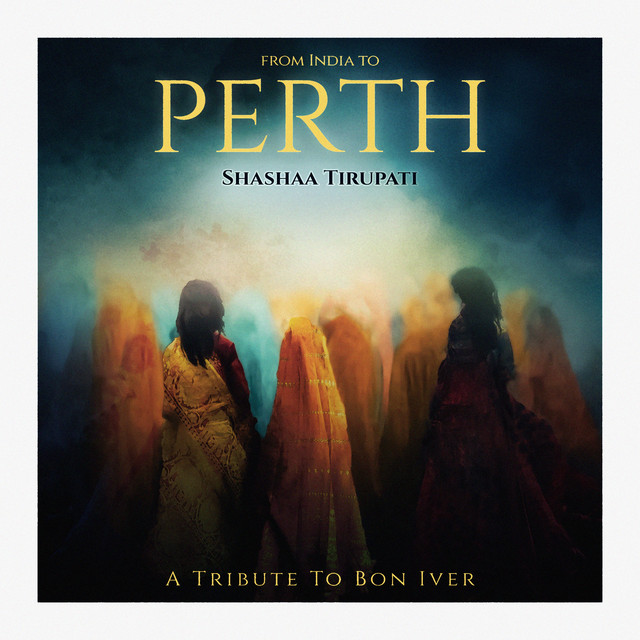 FROM INDIA TO
PERTH
SHASHAA TIRUPATI
A TRIBUTE TO BON IVER